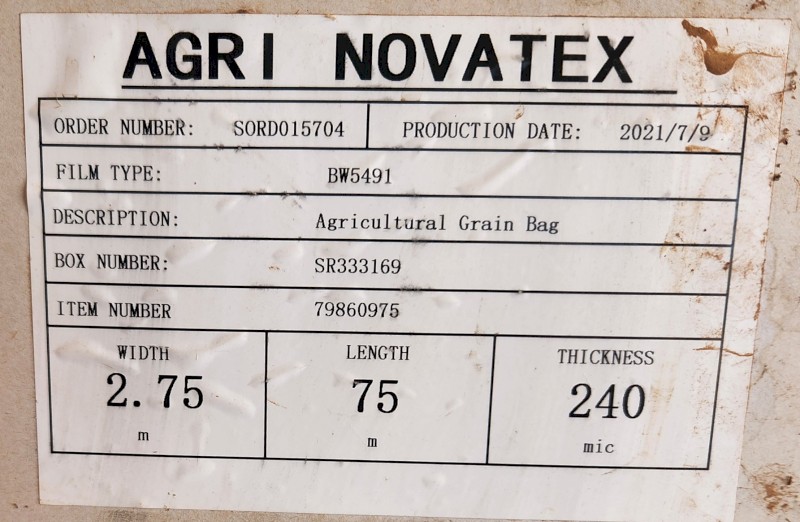 AGRI NOVATEX
ORDER NUMBER: SORD015704 PRODUCTION DATE: 2021/7/9
FILM TYPE: BW5491
DESCRIPTION: Agricultural Grain Bag
BOX NUMBER: SR333169
ITEM NUMBER 79860975
WIDTH LENGTH THICKNESS
2.75 75 240
m m mic